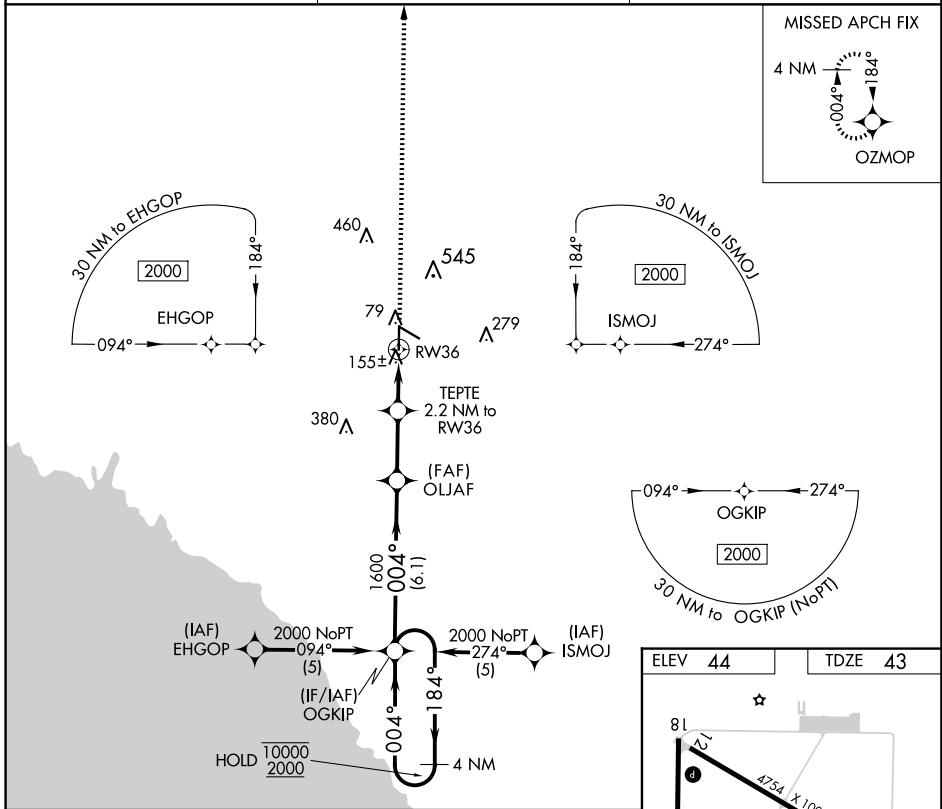 MISSED APCH FIX
4 NM
004°
184°
OZMOP
30 NM to EHGOP
2000
184°
EHGOP
094°
460
545
79
279
155±
RW36
30 NM to ISMOJ
184°
2000
ISMOJ
274°
TEPTE
2.2 NM to
RW36
380
(FAF)
OLJAF
094°
274°
OGKIP
2000
30 NM to OGKIP (NoPT)
1600
004°
(6.1)
(IAF)
EHGOP
2000 NoPT
094°
(5)
2000 NoPT
274°
(5)
(IAF)
ISMOJ
(IF/IAF)
OGKIP
004°
184°
HOLD
10000
2000
4 NM
ELEV 44
TDZE 43
18
12
P
4754 X 100